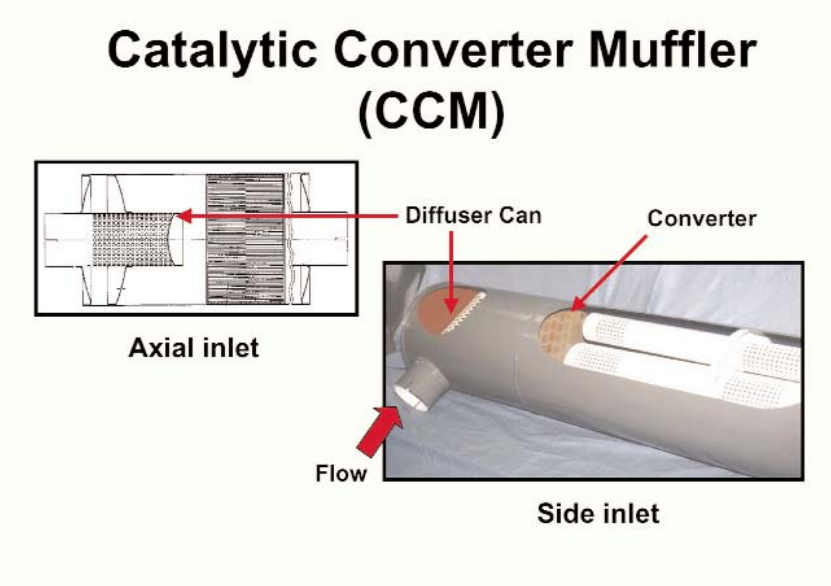 Catalytic Converter Muffler
(CCM)
Diffuser Can
Converter
Axial inlet
Flow
Side inlet